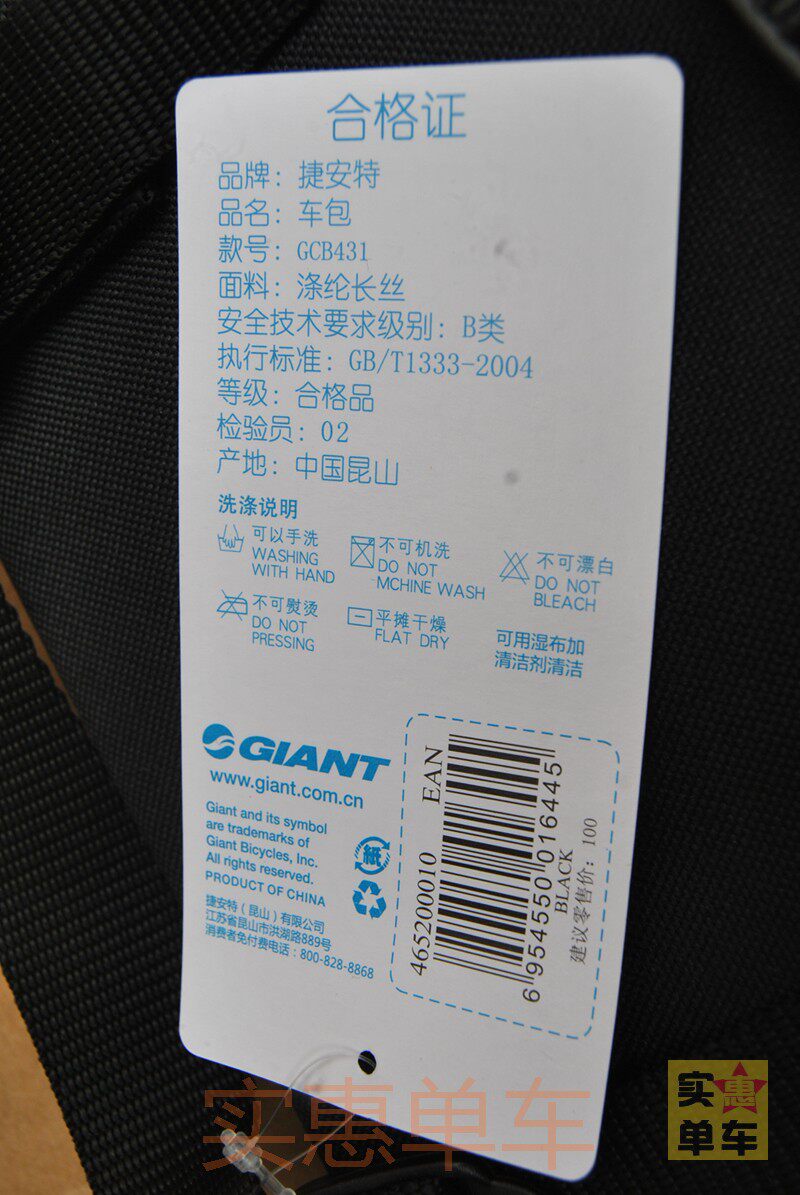 合格证
品牌：捷安特
品名：车包
款号：GCB431
面料：涤纶长丝
安全技术要求级别：B类
执行标准：GB/T1333-2004
等级：合格品
检验员：02
产地：中国昆山
洗涤说明
可以手洗
WASHING
WITH HAND
不可机洗
DO NOT
MCHINE WASH
不可漂白
DO NOT
BLEACH
不可熨烫
DO NOT
PRESSING
平摊干燥
FLAT DRY
可用湿布加
清洁剂清洁
GIANT
www.giant.com.cn
Giant and its symbol
are trademarks of
Giant Bicycles, Inc.
All rights reserved.
PRODUCT OF CHINA
捷安特（昆山）有限公司
江苏省昆山市洪湖路889号
消费者免付费电话：800-828-8868
纸
465200010 EAN
6 954550 016445
BLACK
建议零售价：100
实惠单车
实惠
单车